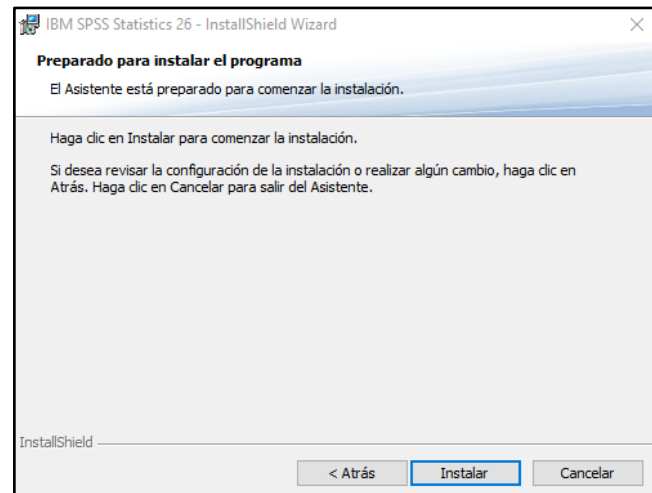 IBM SPSS Statistics 26 - InstallShield Wizard
Preparado para instalar el programa
El Asistente está preparado para comenzar la instalación.
Haga clic en Instalar para comenzar la instalación.
Si desea revisar la configuración de la instalación o realizar algún cambio, haga clic en
Atrás. Haga clic en Cancelar para salir del Asistente.
InstallShield
< Atrás Instalar Cancelar